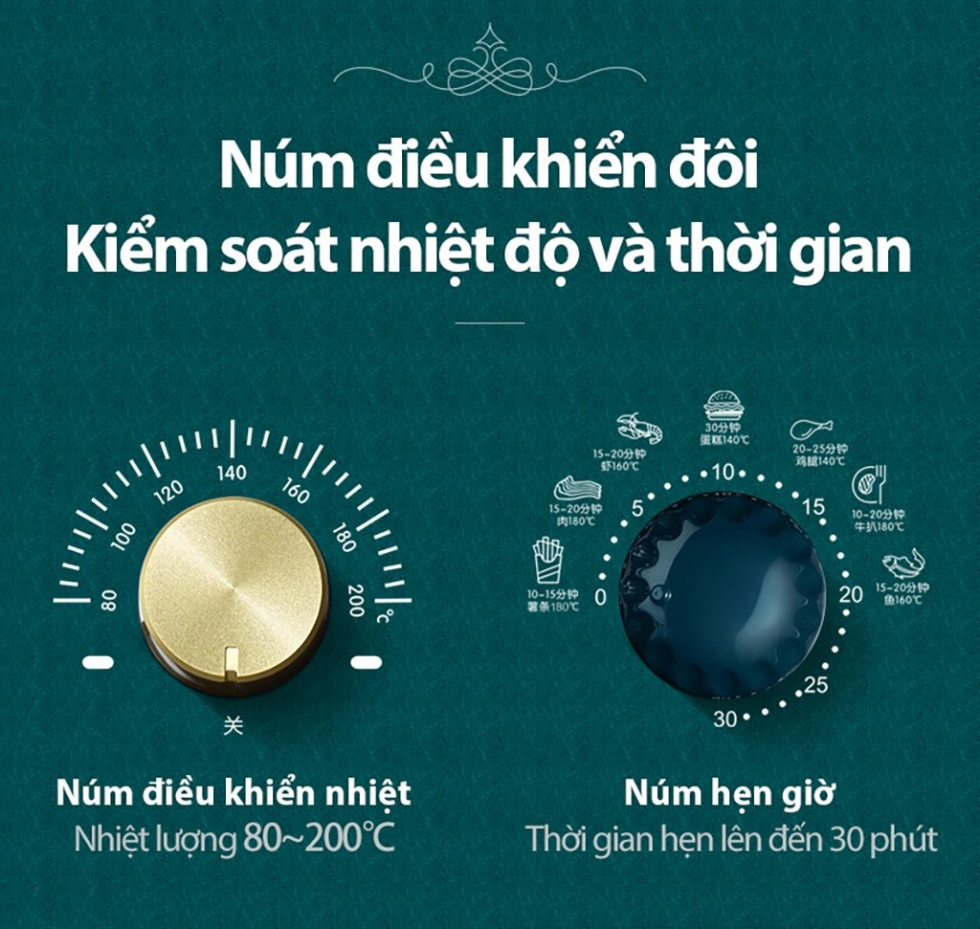 Núm điều khiển đôi
Kiểm soát nhiệt độ và thời gian
80
100
120
140
160
180
200
℃
关
10-15分钟
薯条180℃
15-20分钟
肉180℃
15-20分钟
虾160℃
30分钟
蛋糕140℃
20-25分钟
鸡腿140℃
10-20分钟
牛扒180℃
15-20分钟
鱼160℃
0
5
10
15
20
25
30
Núm điều khiển nhiệt
Nhiệt lượng 80~200℃
Núm hẹn giờ
Thời gian hẹn lên đến 30 phút